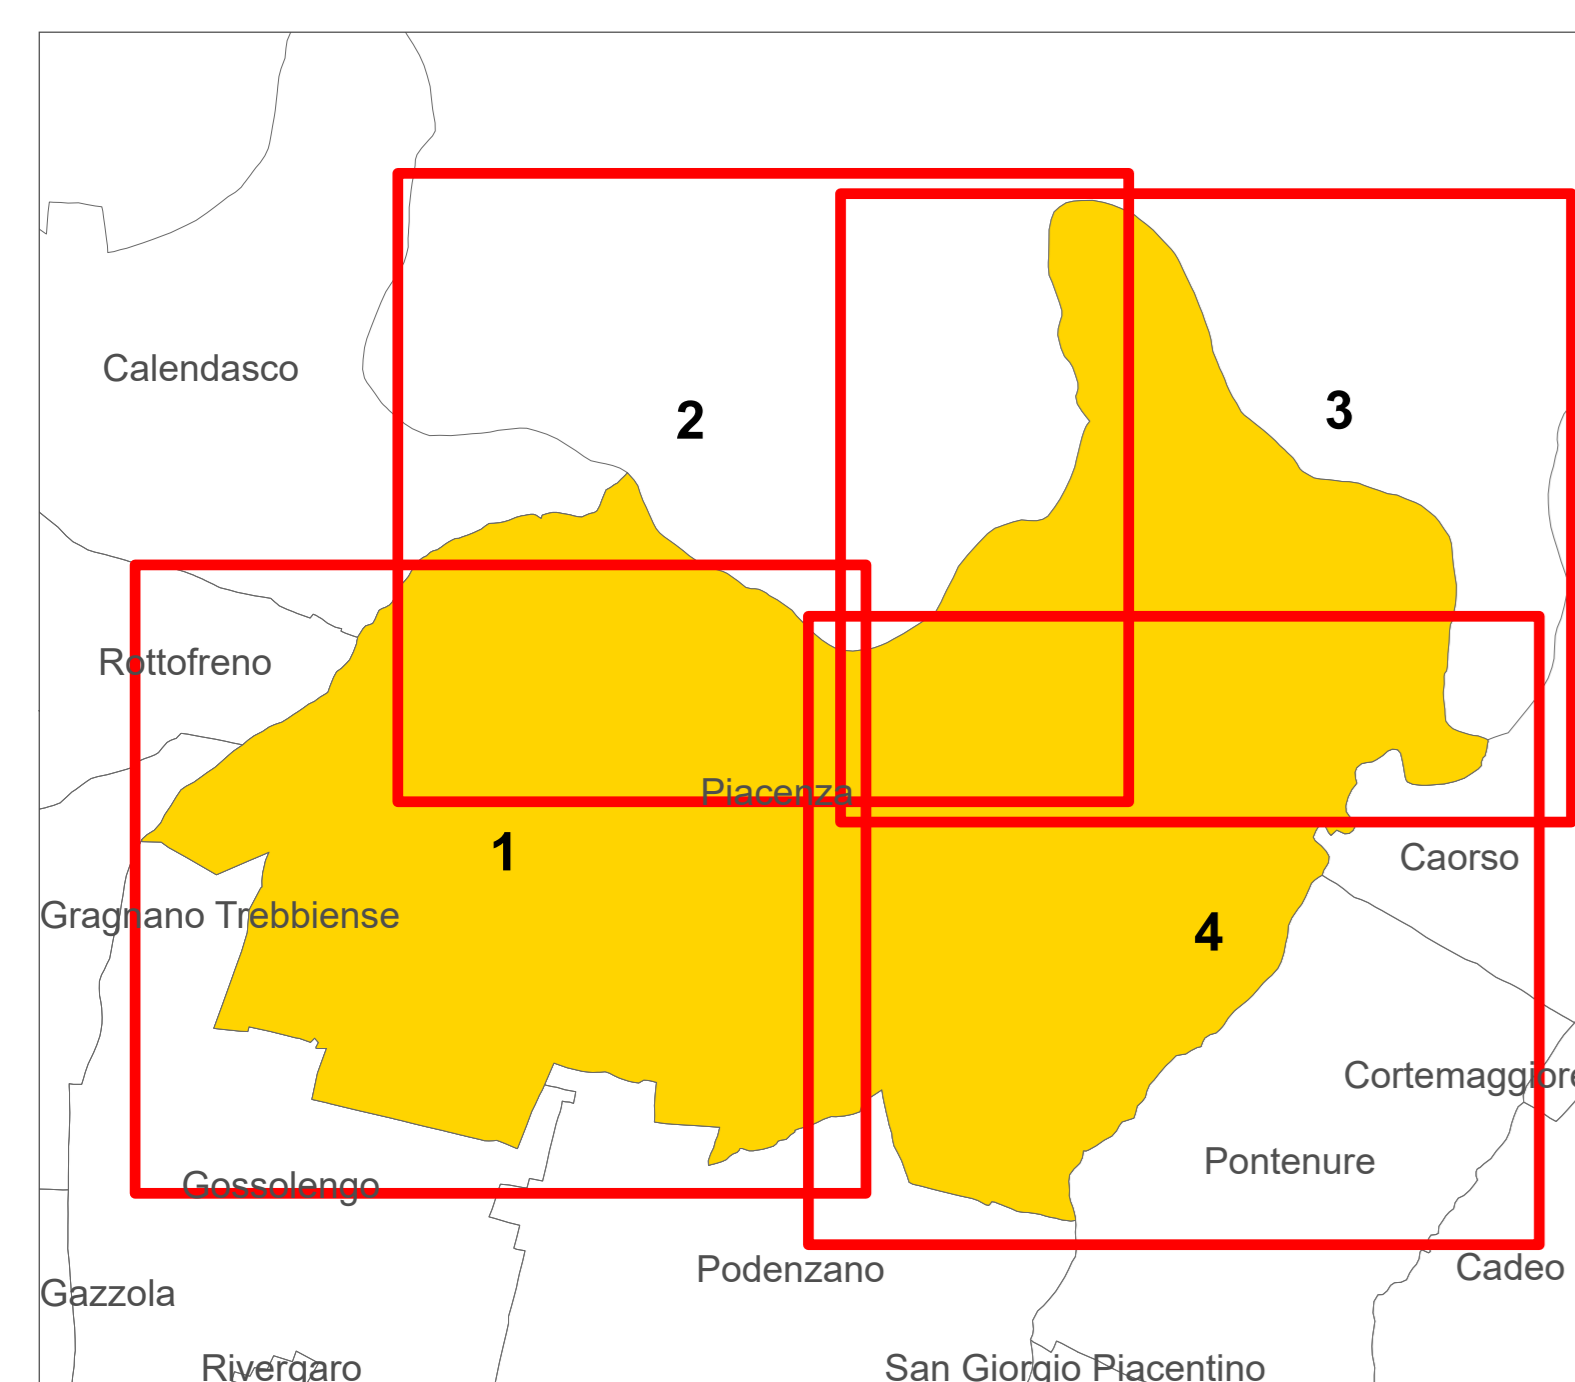 Calendasco
2
3
Rottofreno
Piacenza
1
Caorso
Gragnano Trebbiense
4
Cortemaggiore
Pontenure
Gossolengo
Podenzano
Cadeo
Gazzola
Rivergaro
San Giorgio Piacentino